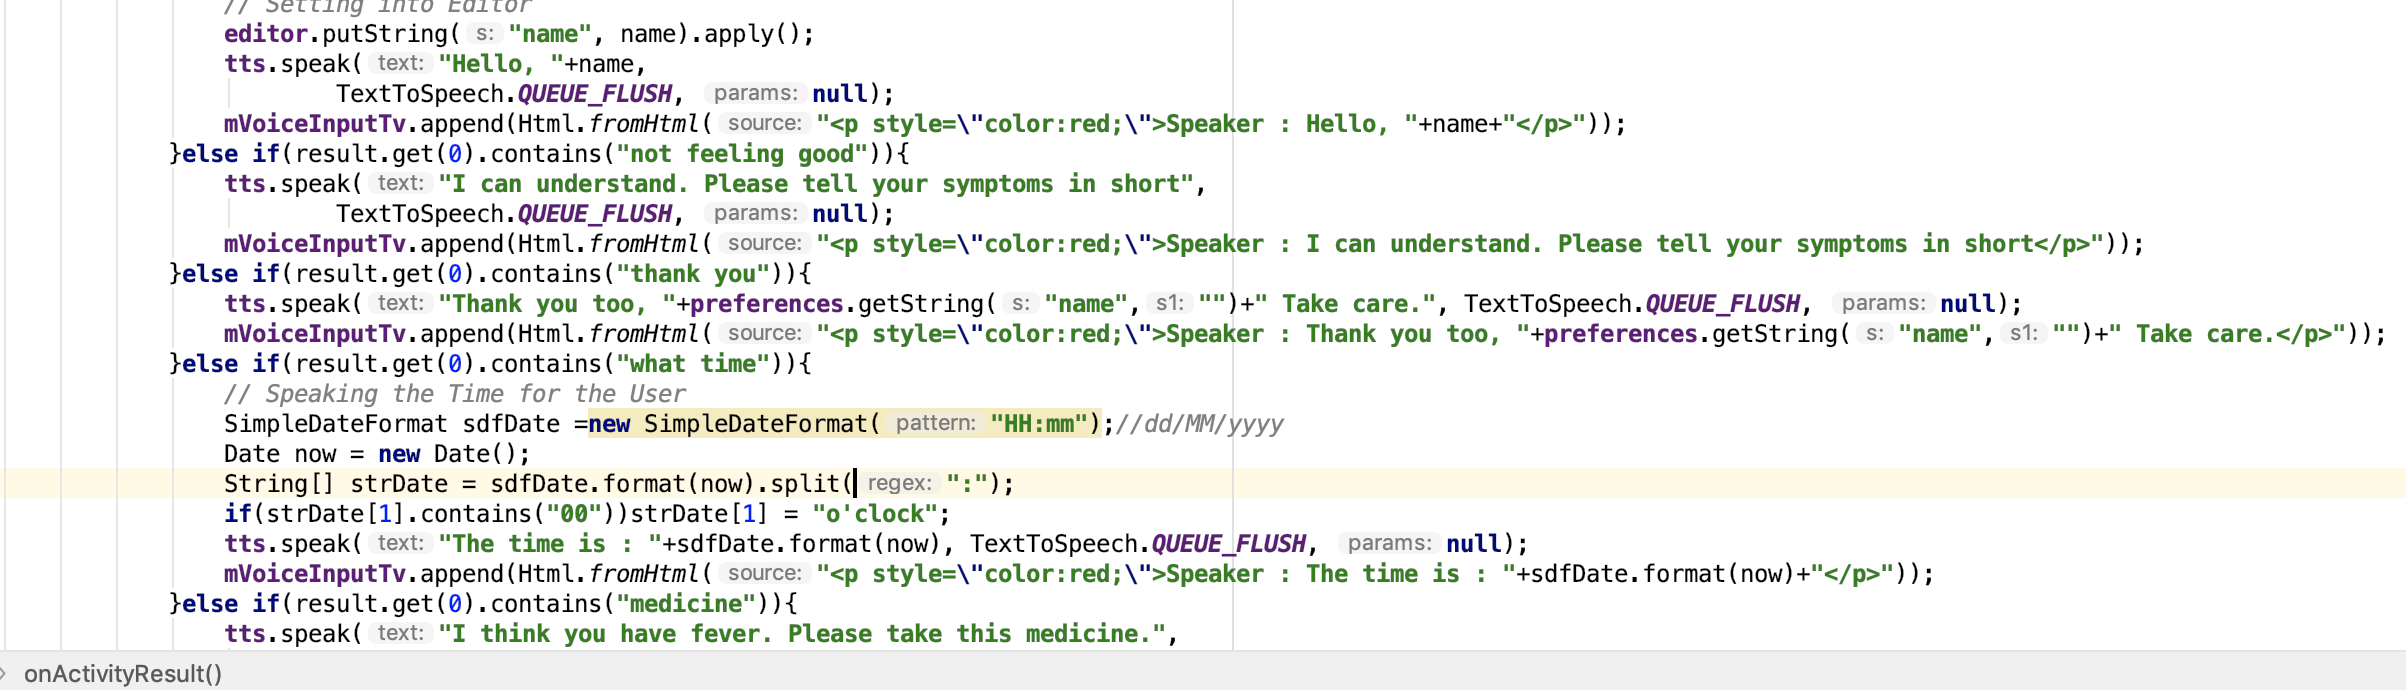 // Setting into Editor
editor.putString( s: "name", name).apply();
tts.speak( text: "Hello, "+name,
TextToSpeech.QUEUE_FLUSH, params: null);
mVoiceInputTv.append(Html.fromHtml( source: "<p style=\"color:red;\">Speaker : Hello, "+name+"</p>"));
}else if(result.get(0).contains("not feeling good")){
tts.speak( text: "I can understand. Please tell your symptoms in short",
TextToSpeech.QUEUE_FLUSH, params: null);
mVoiceInputTv.append(Html.fromHtml( source: "<p style=\"color:red;\">Speaker : I can understand. Please tell your symptoms in short</p>"));
}else if(result.get(0).contains("thank you")){
tts.speak( text: "Thank you too, "+preferences.getString( s: "name", s1: "")+" Take care.", TextToSpeech.QUEUE_FLUSH, params: null);
mVoiceInputTv.append(Html.fromHtml( source: "<p style=\"color:red;\">Speaker : Thank you too, "+preferences.getString( s: "name", s1: "")+" Take care.</p>"));
}else if(result.get(0).contains("what time")){
// Speaking the Time for the User
SimpleDateFormat sdfDate =new SimpleDateFormat( pattern: "HH:mm");//dd/MM/yyyy
Date now = new Date();
String[] strDate = sdfDate.format(now).split( regex: ":");
if(strDate[1].contains("00"))strDate[1] = "o'clock";
tts.speak( text: "The time is : "+sdfDate.format(now), TextToSpeech.QUEUE_FLUSH, params: null);
mVoiceInputTv.append(Html.fromHtml( source: "<p style=\"color:red;\">Speaker : The time is : "+sdfDate.format(now)+"</p>"));
}else if(result.get(0).contains("medicine")){
tts.speak( text: "I think you have fever. Please take this medicine.",
onActivityResult()